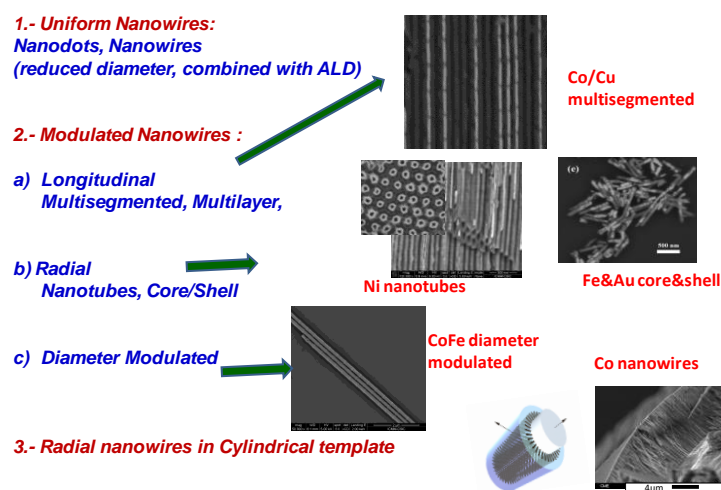 1.- Uniform Nanowires:
Nanodots, Nanowires
(reduced diameter, combined with ALD)
Co/Cu
multisegmented
2.- Modulated Nanowires :
a) Longitudinal
Multisegmented, Multilayer,
(e)
500 nm
b) Radial
Nanotubes, Core/Shell
Ni nanotubes
Fe&Au core&shell
c) Diameter Modulated
CoFe diameter
modulated
Co nanowires
3.- Radial nanowires in Cylindrical template
4µm